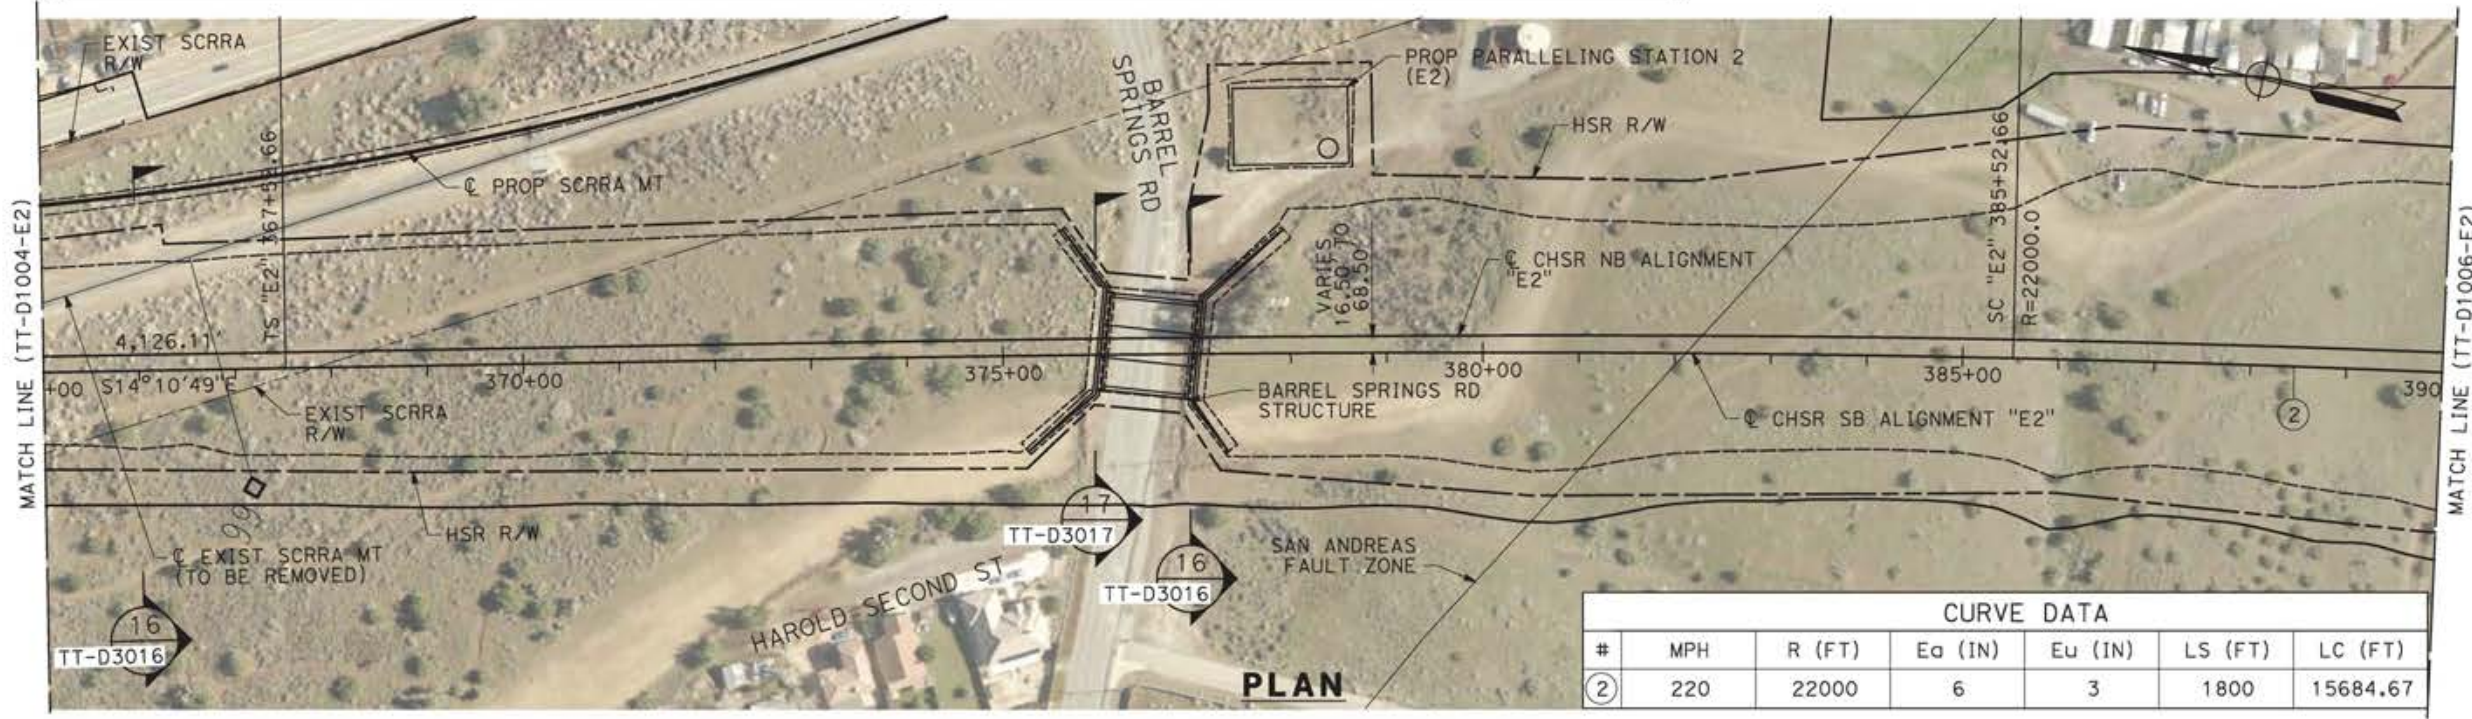 EXIST SCRRA
R/W
BARREL
SPRINGS RD
PROP PARALLELING STATION 2
(E2)
HSR R/W
TS "E2" 367+52.66
℄ PROP SCRRA MT
SC "E2" 385+52.66
R=22000.0
MATCH LINE (TT-D1004-E2)
MATCH LINE (TT-D1006-E2)
VARIES
16.50' TO
68.50'
℄ CHSR NB ALIGNMENT
"E2"
4,126.11'
+00
S14°10'49"E
370+00
375+00
380+00
385+00
390
EXIST SCRRA
R/W
BARREL SPRINGS RD
STRUCTURE
℄ CHSR SB ALIGNMENT "E2"
2
HSR R/W
℄ EXIST SCRRA MT
(TO BE REMOVED)
17
TT-D3017
16
TT-D3016
SAN ANDREAS
FAULT ZONE
16
TT-D3016
HAROLD SECOND ST
PLAN
CURVE DATA
# MPH R (FT) Ea (IN) Eu (IN) LS (FT) LC (FT)
2 220 22000 6 3 1800 15684.67